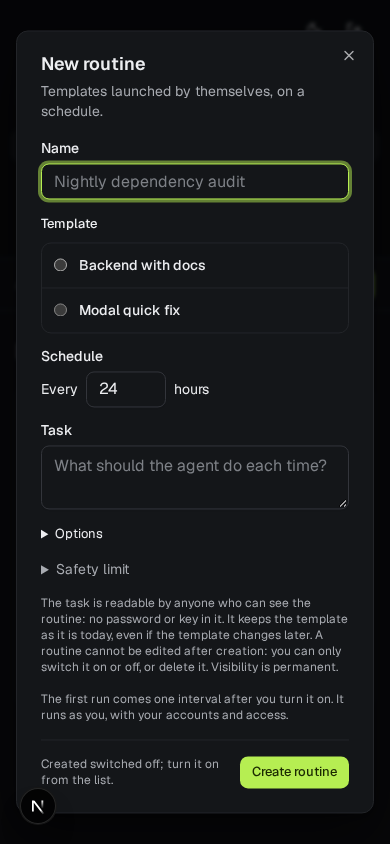 New routine
Templates launched by themselves, on a
schedule.
Name
Nightly dependency audit
Template
Backend with docs
Modal quick fix
Schedule
Every 24 hours
Task
What should the agent do each time?
Options
Safety limit
The task is readable by anyone who can see the
routine: no password or key in it. It keeps the template
as it is today, even if the template changes later. A
routine cannot be edited after creation: you can only
switch it on or off, or delete it. Visibility is permanent.
The first run comes one interval after you turn it on. It
runs as you, with your accounts and access.
Created switched off; turn it on
from the list.
Create routine
N